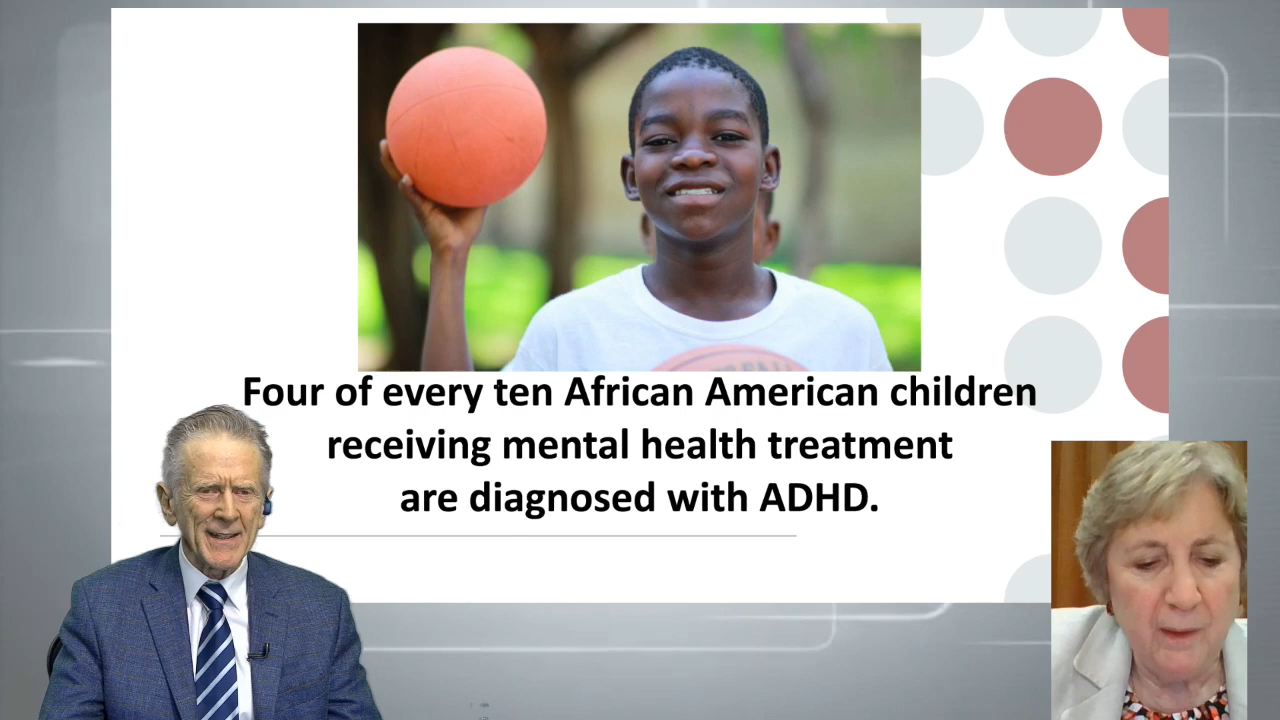 Four of every ten African American children
receiving mental health treatment
are diagnosed with ADHD.